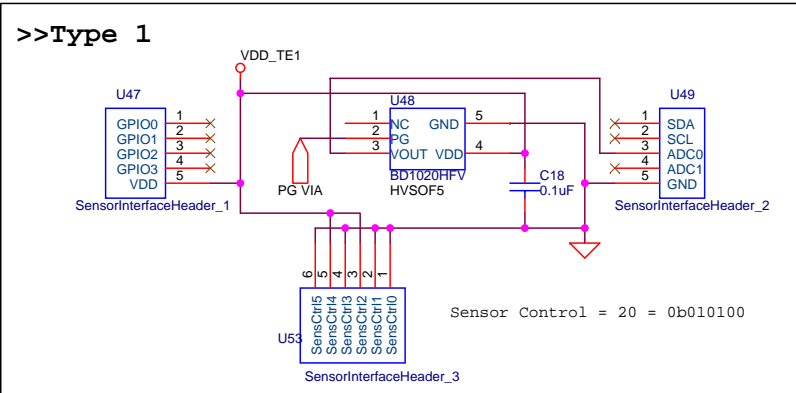 >>Type 1
VDD_TE1
U47
GPIO0 1
GPIO1 2
GPIO2 3
GPIO3 4
VDD 5
SensorInterfaceHeader_1
PG VIA
U48
1 NC GND 5
2 PG
3 VOUT VDD 4
BD1020HFV
HVSOF5
C18
0.1uF
U49
1 SDA
2 SCL
3 ADC0
4 ADC1
5 GND
SensorInterfaceHeader_2
U53
6 SensCtrl5
5 SensCtrl4
4 SensCtrl3
3 SensCtrl2
2 SensCtrl1
1 SensCtrl0
SensorInterfaceHeader_3
Sensor Control = 20 = 0b010100